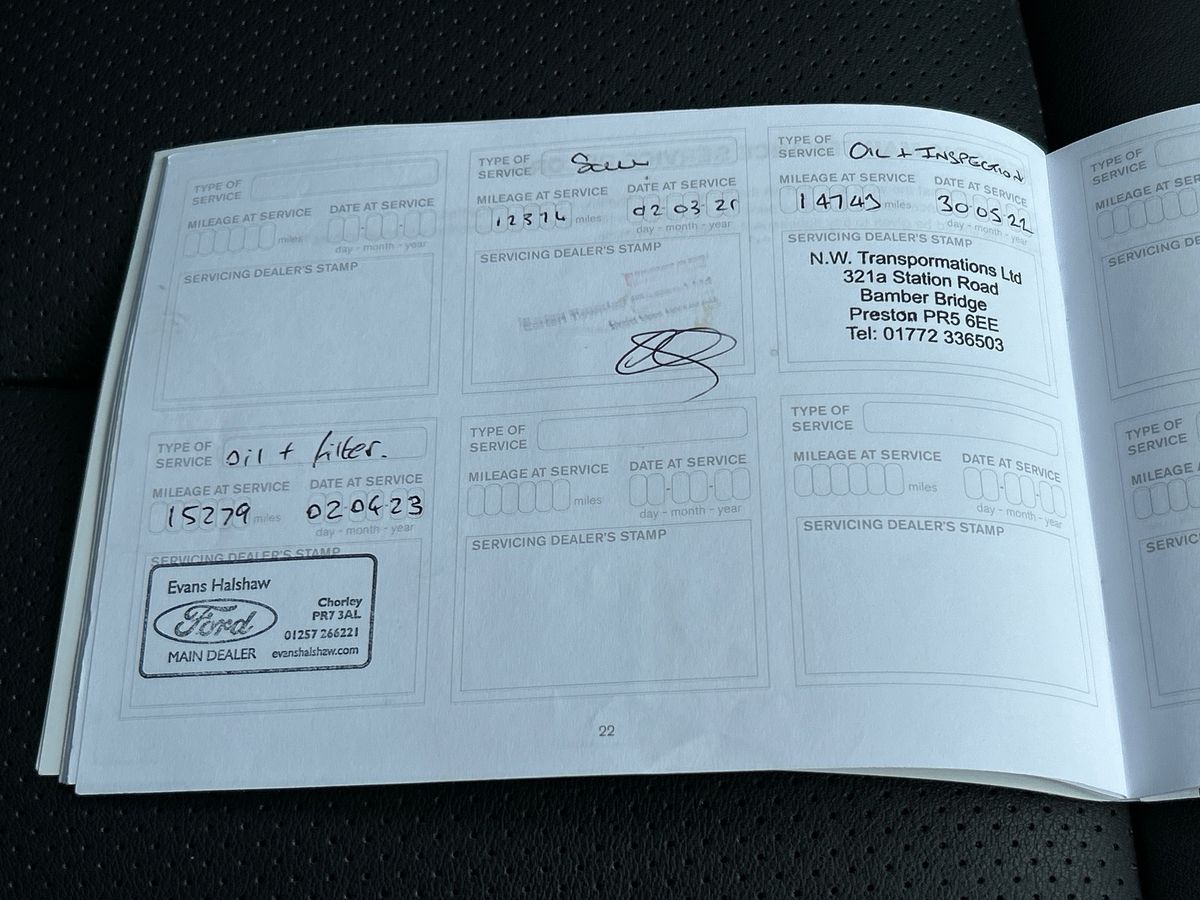 TYPE OF
SERVICE
MILEAGE AT SERVICE DATE AT SERVICE
miles
day - month - year
SERVICING DEALER'S STAMP
TYPE OF
SERVICE
MILEAGE AT SERVICE DATE AT SERVICE
12314 miles 02 03 21
day - month - year
SERVICING DEALER'S STAMP
TYPE OF
SERVICE OIL + INSPECTION
MILEAGE AT SERVICE DATE AT SERVICE
14743 miles 30 05 22
day - month - year
SERVICING DEALER'S STAMP
N.W. Transpormations Ltd
321a Station Road
Bamber Bridge
Preston PR5 6EE
Tel: 01772 336503
TYPE OF
SERVICE oil + filter.
MILEAGE AT SERVICE DATE AT SERVICE
15279 miles 02 04 23
day - month - year
SERVICING DEALER'S STAMP
Evans Halshaw
Ford
MAIN DEALER
Chorley
PR7 3AL
01257 266221
evanshalshaw.com
TYPE OF
SERVICE
MILEAGE AT SERVICE DATE AT SERVICE
miles
day - month - year
SERVICING DEALER'S STAMP
TYPE OF
SERVICE
MILEAGE AT SERVICE DATE AT SERVICE
miles
day - month - year
SERVICING DEALER'S STAMP
22
TYPE OF
SERVICE
TYPE OF
SERVICE